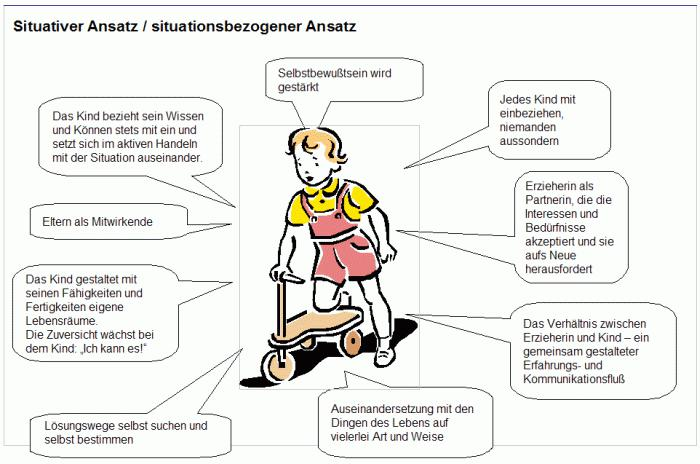 Situativer Ansatz / situationsbezogener Ansatz
Selbstbewußtsein wird
gestärkt
Das Kind bezieht sein Wissen
und Können stets mit ein und
setzt sich im aktiven Handeln
mit der Situation auseinander.
Jedes Kind mit
einbeziehen,
niemanden
aussondern
Eltern als Mitwirkende
Erzieherin als
Partnerin, die die
Interessen und
Bedürfnisse
akzeptiert und sie
aufs Neue
herausfordert
Das Kind gestaltet mit
seinen Fähigkeiten und
Fertigkeiten eigene
Lebensräume.
Die Zuversicht wächst bei
dem Kind: „Ich kann es!“
Das Verhältnis zwischen
Erzieherin und Kind – ein
gemeinsam gestalteter
Erfahrungs- und
Kommunikationsfluß
Lösungswege selbst suchen und
selbst bestimmen
Auseinandersetzung mit den
Dingen des Lebens auf
vielerlei Art und Weise